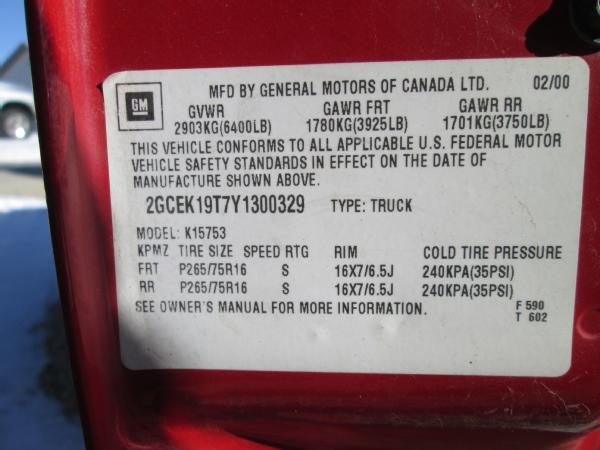 MFD BY GENERAL MOTORS OF CANADA LTD. 02/00
GM
GVWR GAWR FRT GAWR RR
2903KG(6400LB) 1780KG(3925LB) 1701KG(3750LB)
THIS VEHICLE CONFORMS TO ALL APPLICABLE U.S. FEDERAL MOTOR
VEHICLE SAFETY STANDARDS IN EFFECT ON THE DATE OF
MANUFACTURE SHOWN ABOVE.
2GCEK19T7Y1300329 TYPE: TRUCK
MODEL: K15753
KPMZ TIRE SIZE SPEED RTG RIM COLD TIRE PRESSURE
FRT P265/75R16 S 16X7/6.5J 240KPA(35PSI)
RR P265/75R16 S 16X7/6.5J 240KPA(35PSI)
SEE OWNER'S MANUAL FOR MORE INFORMATION. F 590
T 602